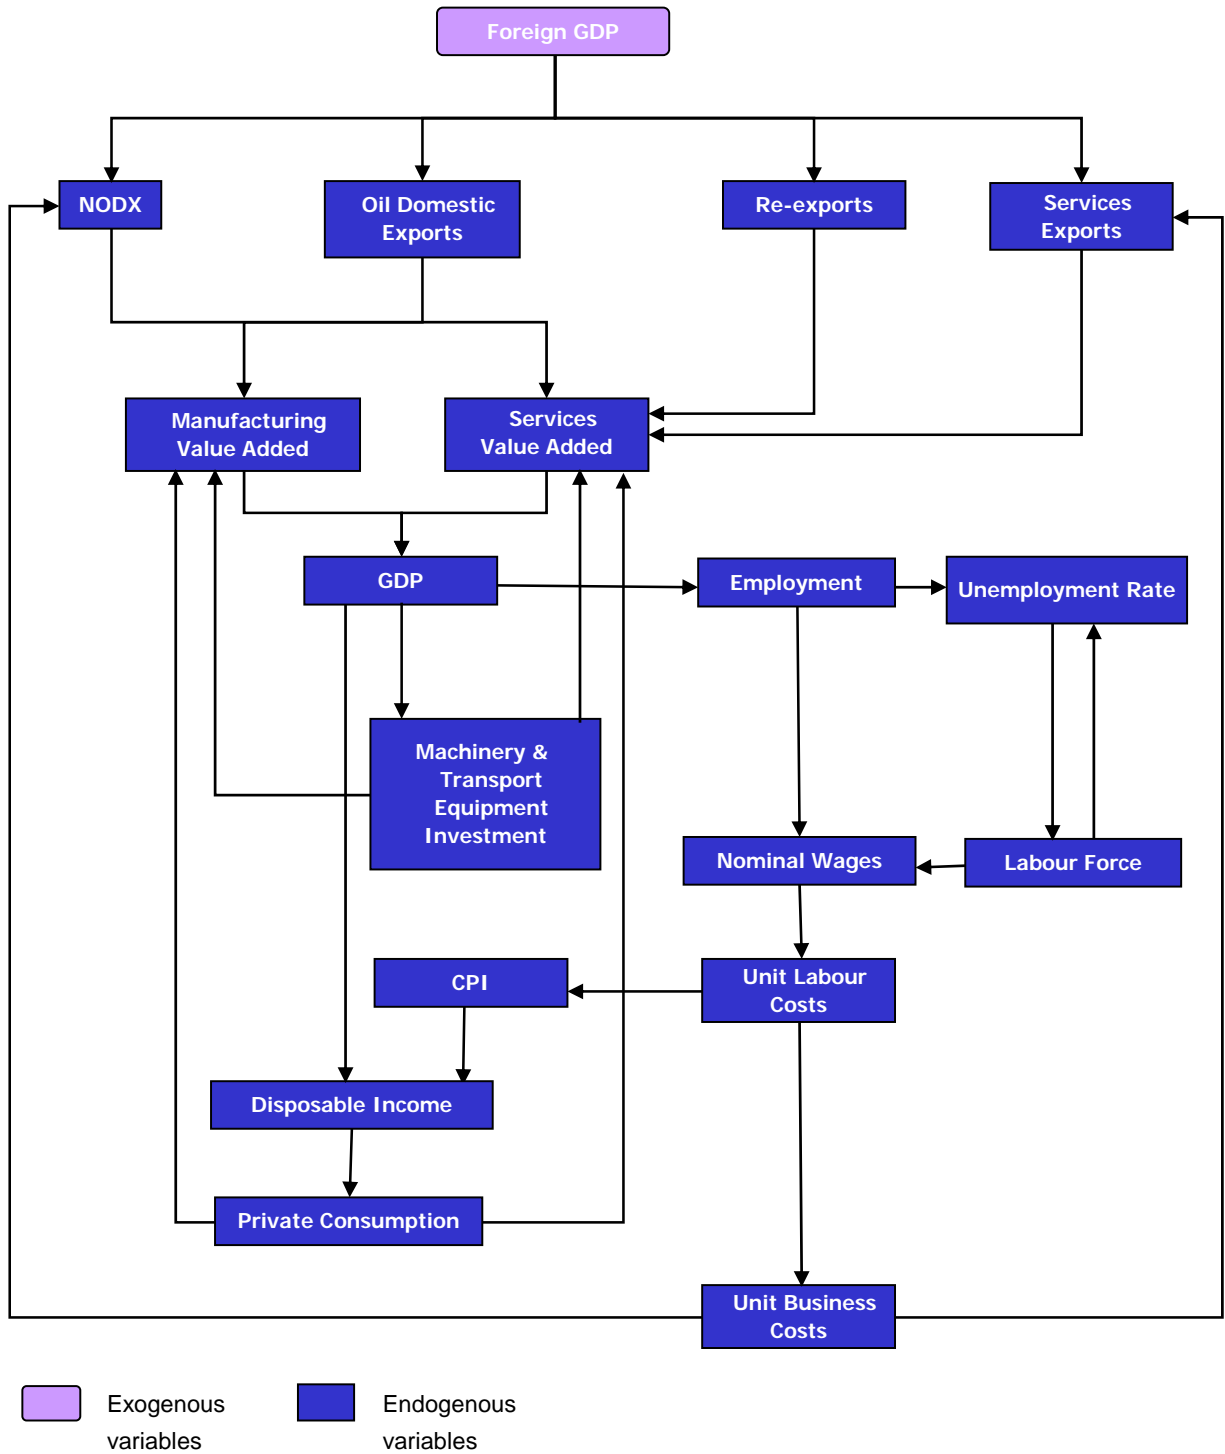 Foreign GDP
NODX
Oil Domestic
Exports
Re-exports
Services
Exports
Manufacturing
Value Added
Services
Value Added
GDP
Employment
Unemployment Rate
Machinery &
Transport
Equipment
Investment
Nominal Wages
Labour Force
CPI
Unit Labour
Costs
Disposable Income
Private Consumption
Unit Business
Costs
Exogenous
variables
Endogenous
variables